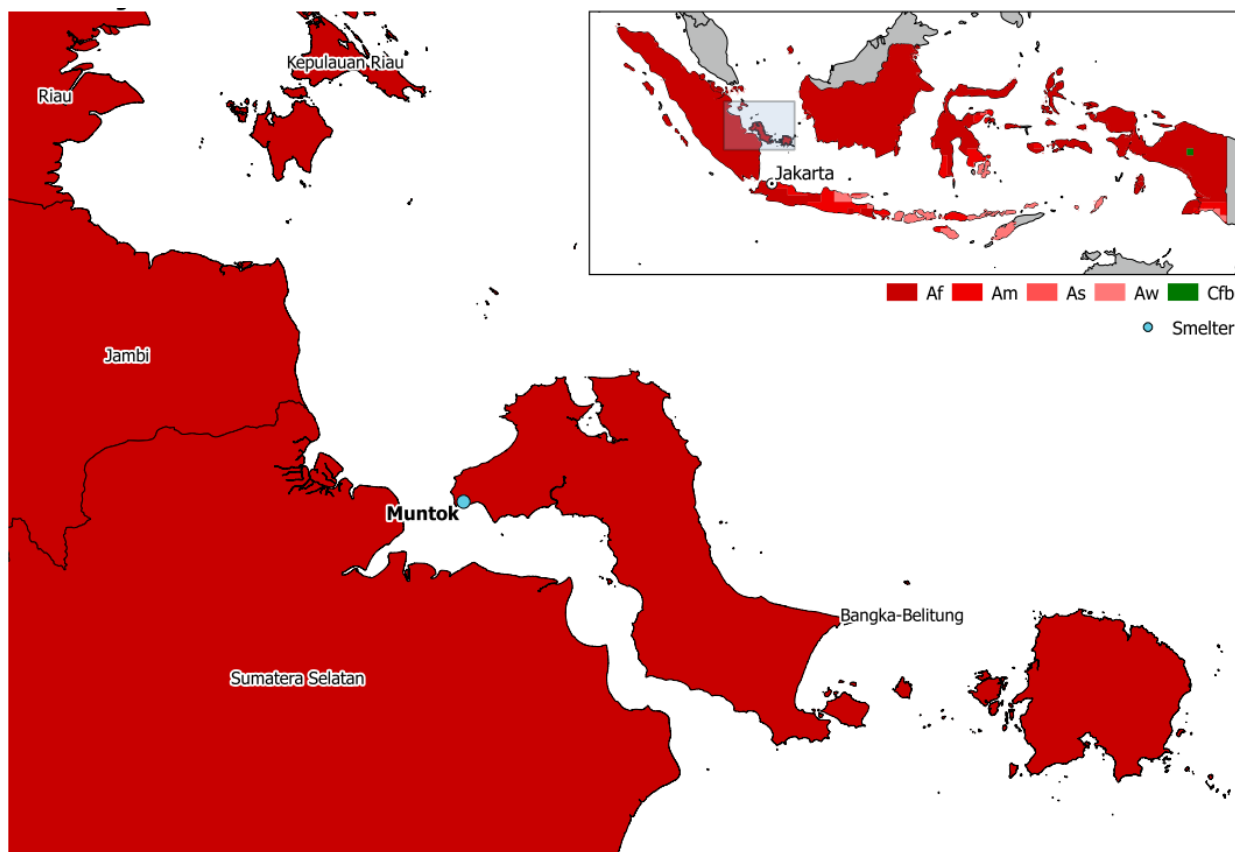 Kepulauan Riau
Riau
Jakarta
Af Am As Aw Cfb
Smelter
Jambi
Muntok
Bangka-Belitung
Sumatera Selatan